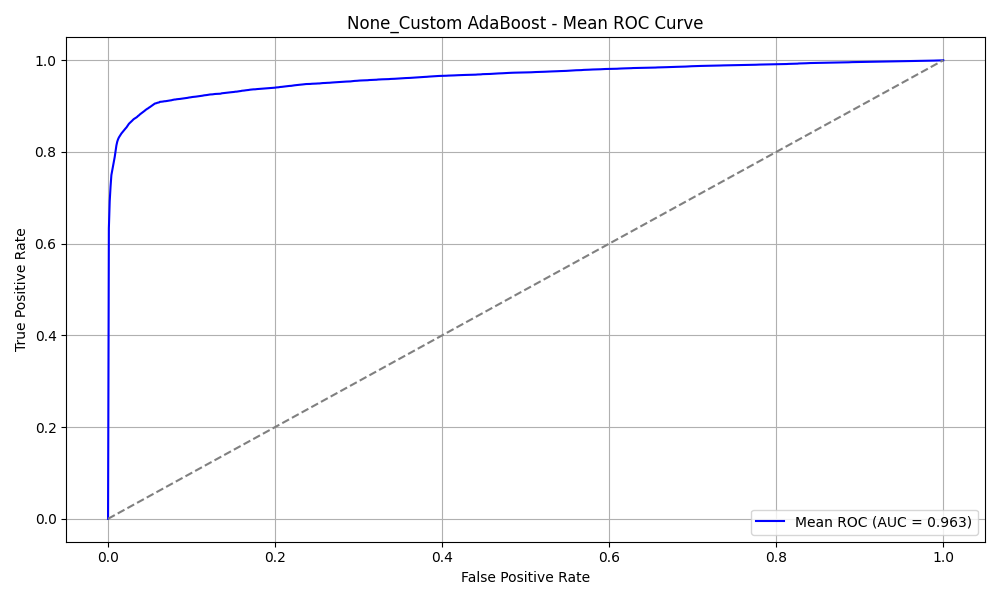 None_Custom AdaBoost - Mean ROC Curve
True Positive Rate
1.0
0.8
0.6
0.4
0.2
0.0
0.0 0.2 0.4 0.6 0.8 1.0
False Positive Rate
Mean ROC (AUC = 0.963)